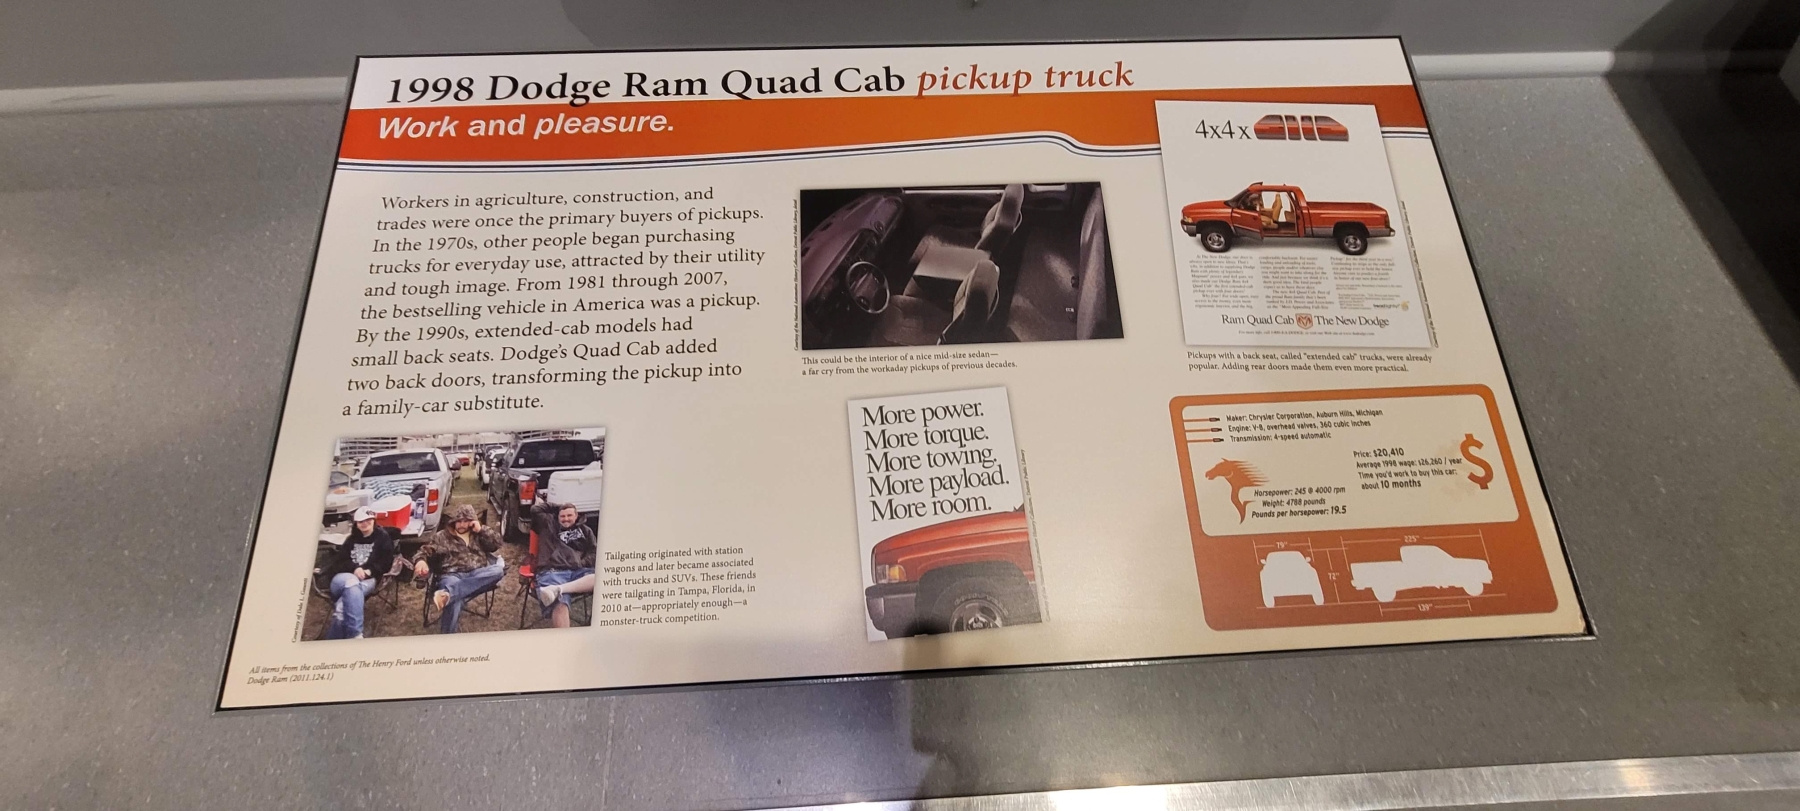 1998 Dodge Ram Quad Cab pickup truck
Work and pleasure.
Workers in agriculture, construction, and
trades were once the primary buyers of pickups.
In the 1970s, other people began purchasing
trucks for everyday use, attracted by their utility
and tough image. From 1981 through 2007,
the bestselling vehicle in America was a pickup.
By the 1990s, extended-cab models had
small back seats. Dodge's Quad Cab added
two back doors, transforming the pickup into
a family-car substitute.
Tailgating originated with station
wagons and later became associated
with trucks and SUVs. These friends
were tailgating in Tampa, Florida, in
2010 at—appropriately enough—a
monster-truck competition.
All items from the collections of The Henry Ford unless otherwise noted.
Dodge Ram (2011.124.1)
This could be the interior of a nice mid-size sedan—
a far cry from the workaday pickups of previous decades.
More power.
More torque.
More towing.
More payload.
More room.
4x4x
Ram Quad Cab The New Dodge
Pickups with a back seat, called "extended cab" trucks, were already
popular. Adding rear doors made them even more practical.
Maker: Chrysler Corporation, Auburn Hills, Michigan
Engine: V-8, overhead valves, 360 cubic inches
Transmission: 4-speed automatic
Price: $20,410
Average 1998 wage: $26,260 / year
Time you'd work to buy this car:
about 10 months
$
Horsepower: 245 @ 4000 rpm
Weight: 4788 pounds
Pounds per horsepower: 19.5
79"
72"
225"
139"